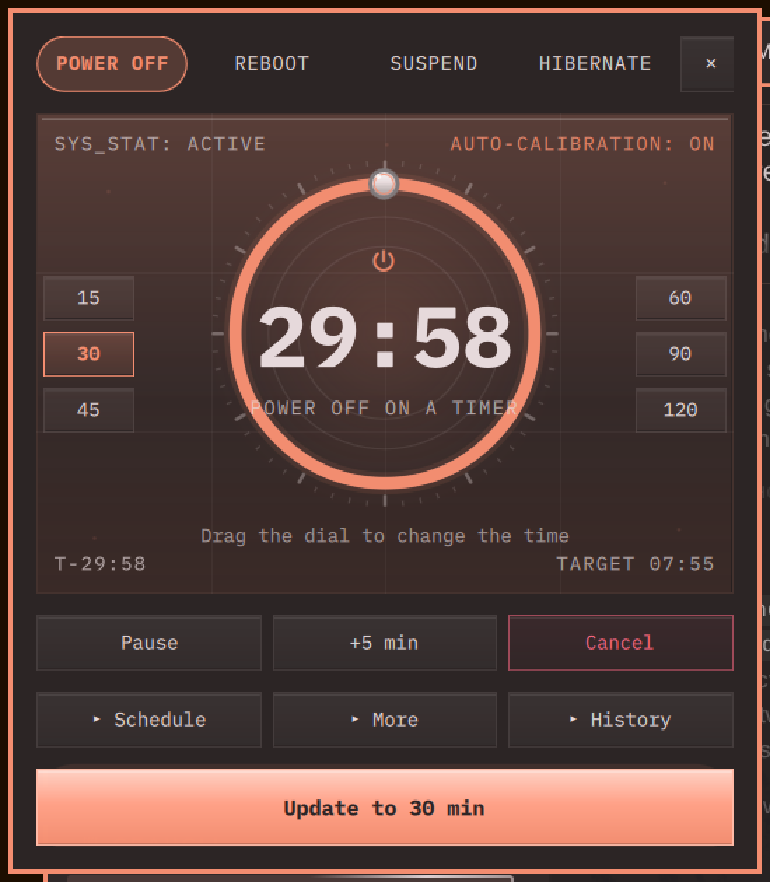 POWER OFF REBOOT SUSPEND HIBERNATE ×
SYS_STAT: ACTIVE AUTO-CALIBRATION: ON
15 60
29:58
30 90
POWER OFF ON A TIMER
45 120
Drag the dial to change the time
T-29:58 TARGET 07:55
Pause +5 min Cancel
▸ Schedule ▸ More ▸ History
Update to 30 min